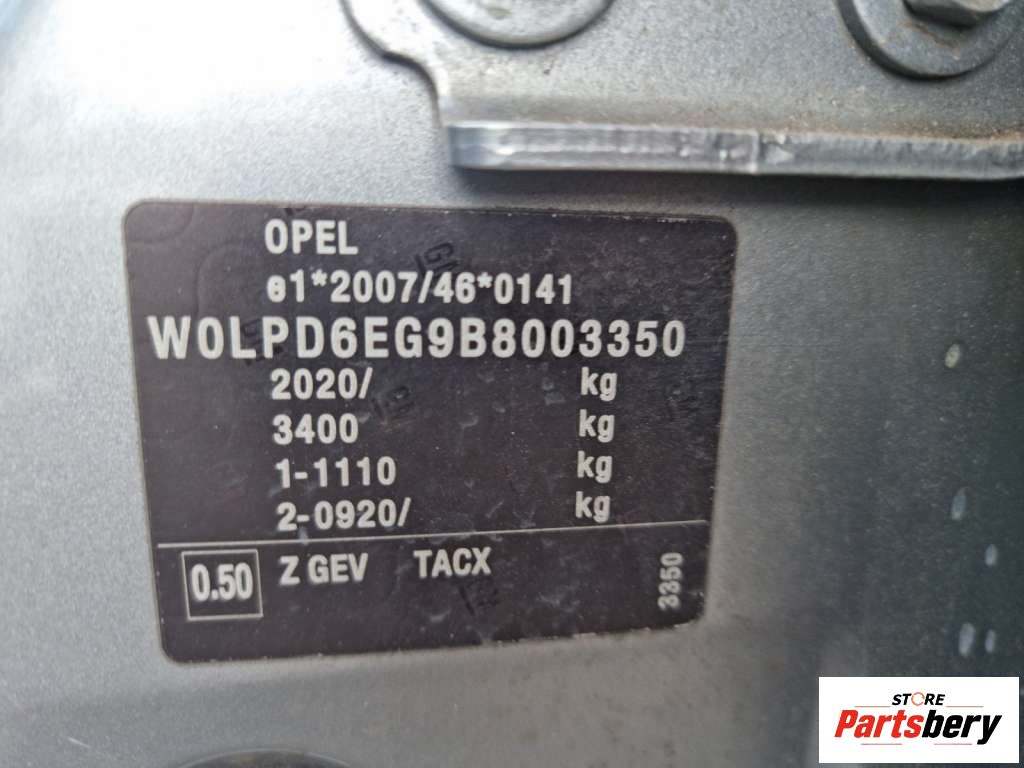 OPEL
e1*2007/46*0141
W0LPD6EG9B8003350
2020/ kg
3400 kg
1-1110 kg
2-0920/ kg
0.50 Z GEV TACX
3350
STORE
Partsbery